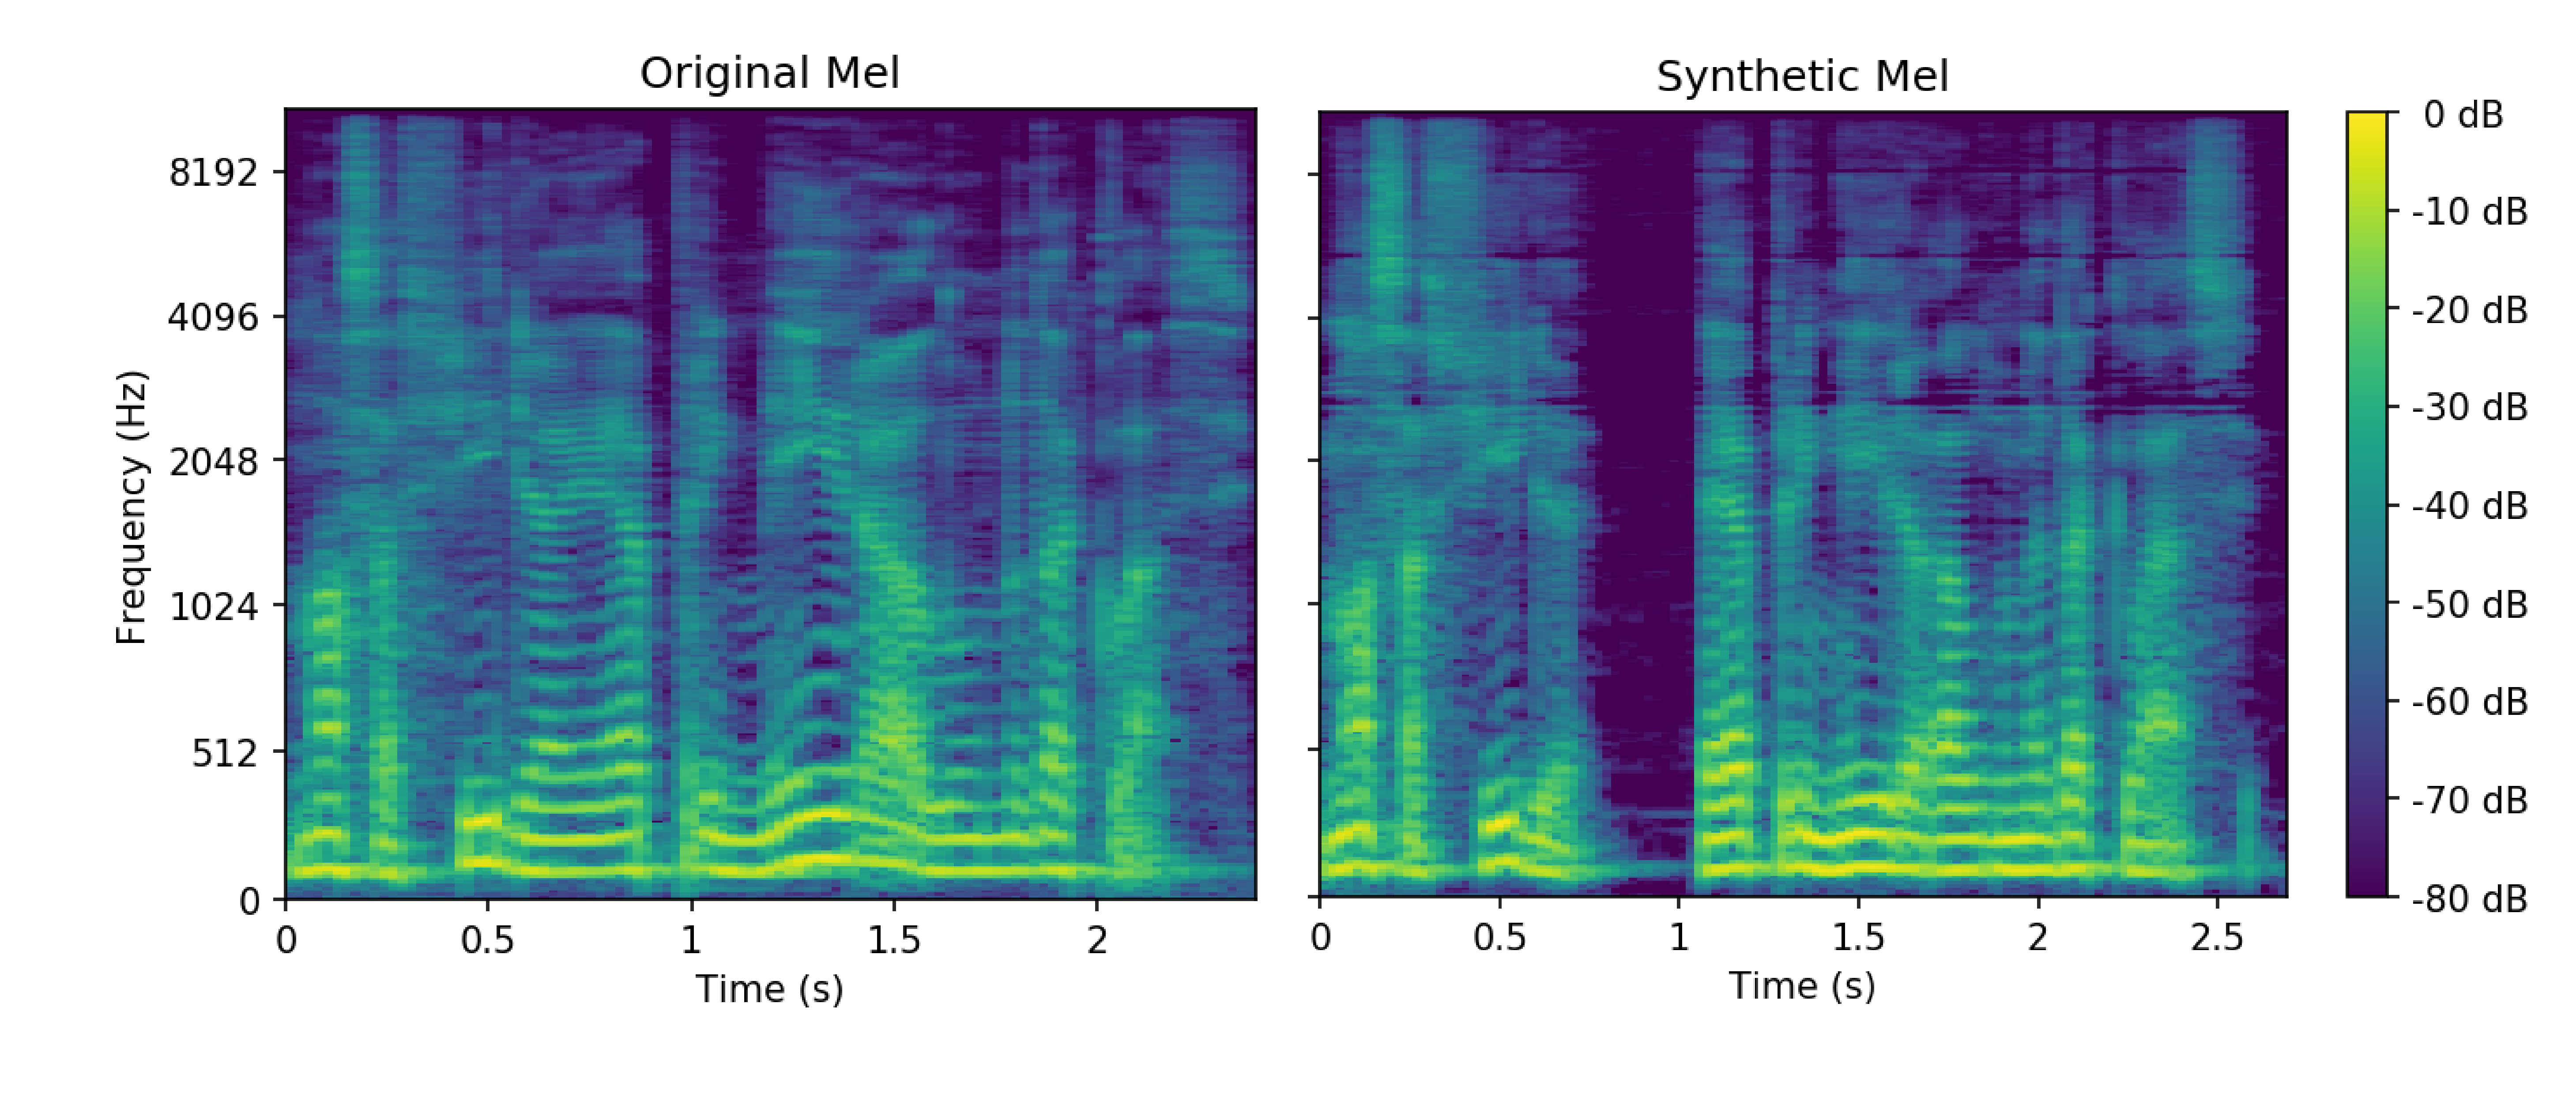 Original Mel
Synthetic Mel
Frequency (Hz)
8192
4096
2048
1024
512
0
0 0.5 1 1.5 2
Time (s)
0 0.5 1 1.5 2 2.5
Time (s)
0 dB
-10 dB
-20 dB
-30 dB
-40 dB
-50 dB
-60 dB
-70 dB
-80 dB